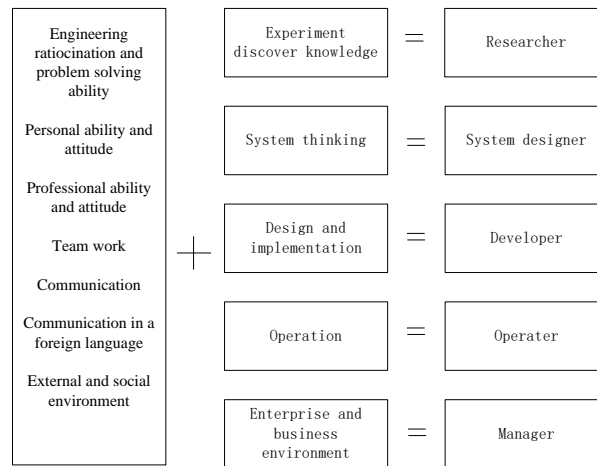 Engineering
ratiocination and
problem solving
ability
Personal ability and
attitude
Professional ability
and attitude
Team work
Communication
Communication in a
foreign language
External and social
environment
+
Experiment
discover knowledge
=
Researcher
System thinking
=
System designer
Design and
implementation
=
Developer
Operation
=
Operater
Enterprise and
business
environment
=
Manager